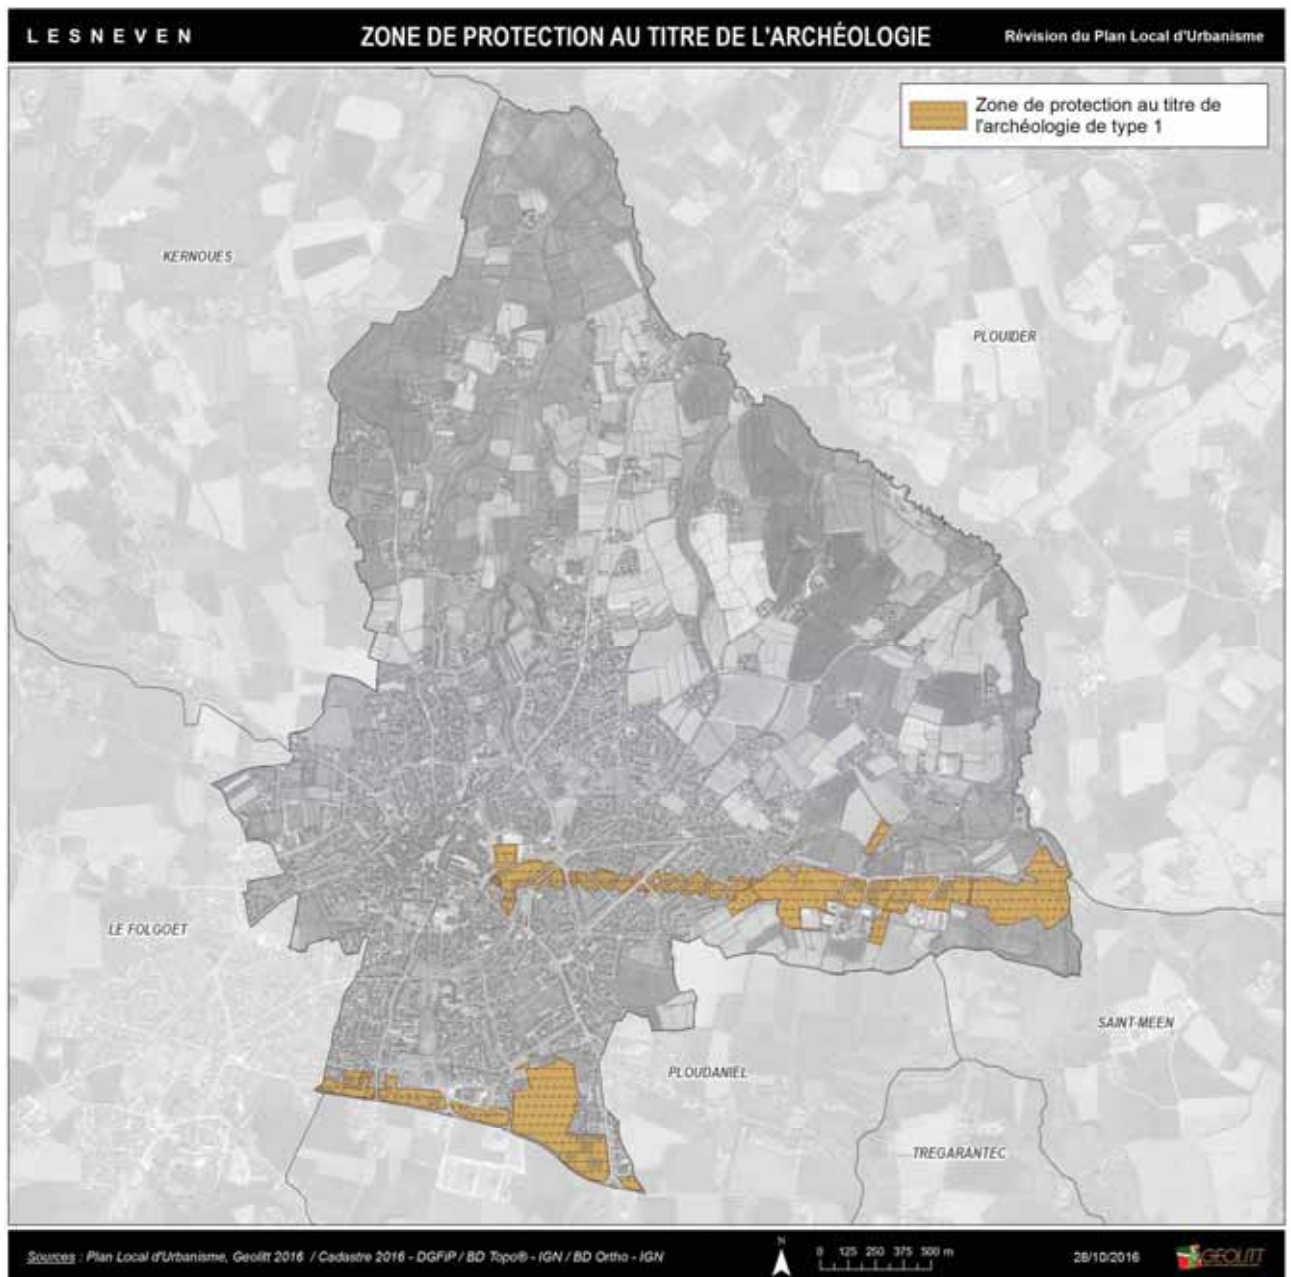 LESNEVEN
ZONE DE PROTECTION AU TITRE DE L'ARCHÉOLOGIE
Révision du Plan Local d'Urbanisme
Zone de protection au titre de
l'archéologie de type 1
KERNOUES
PLOUIDER
LE FOLGOET
SAINT-MEEN
PLOUDANIEL
TREGARANTEC
Sources : Plan Local d'Urbanisme, Geolitt 2016 / Cadastre 2016 - DGFiP / BD Topo® - IGN / BD Ortho - IGN
N
0 125 250 375 500 m
28/10/2016
GEOLITT